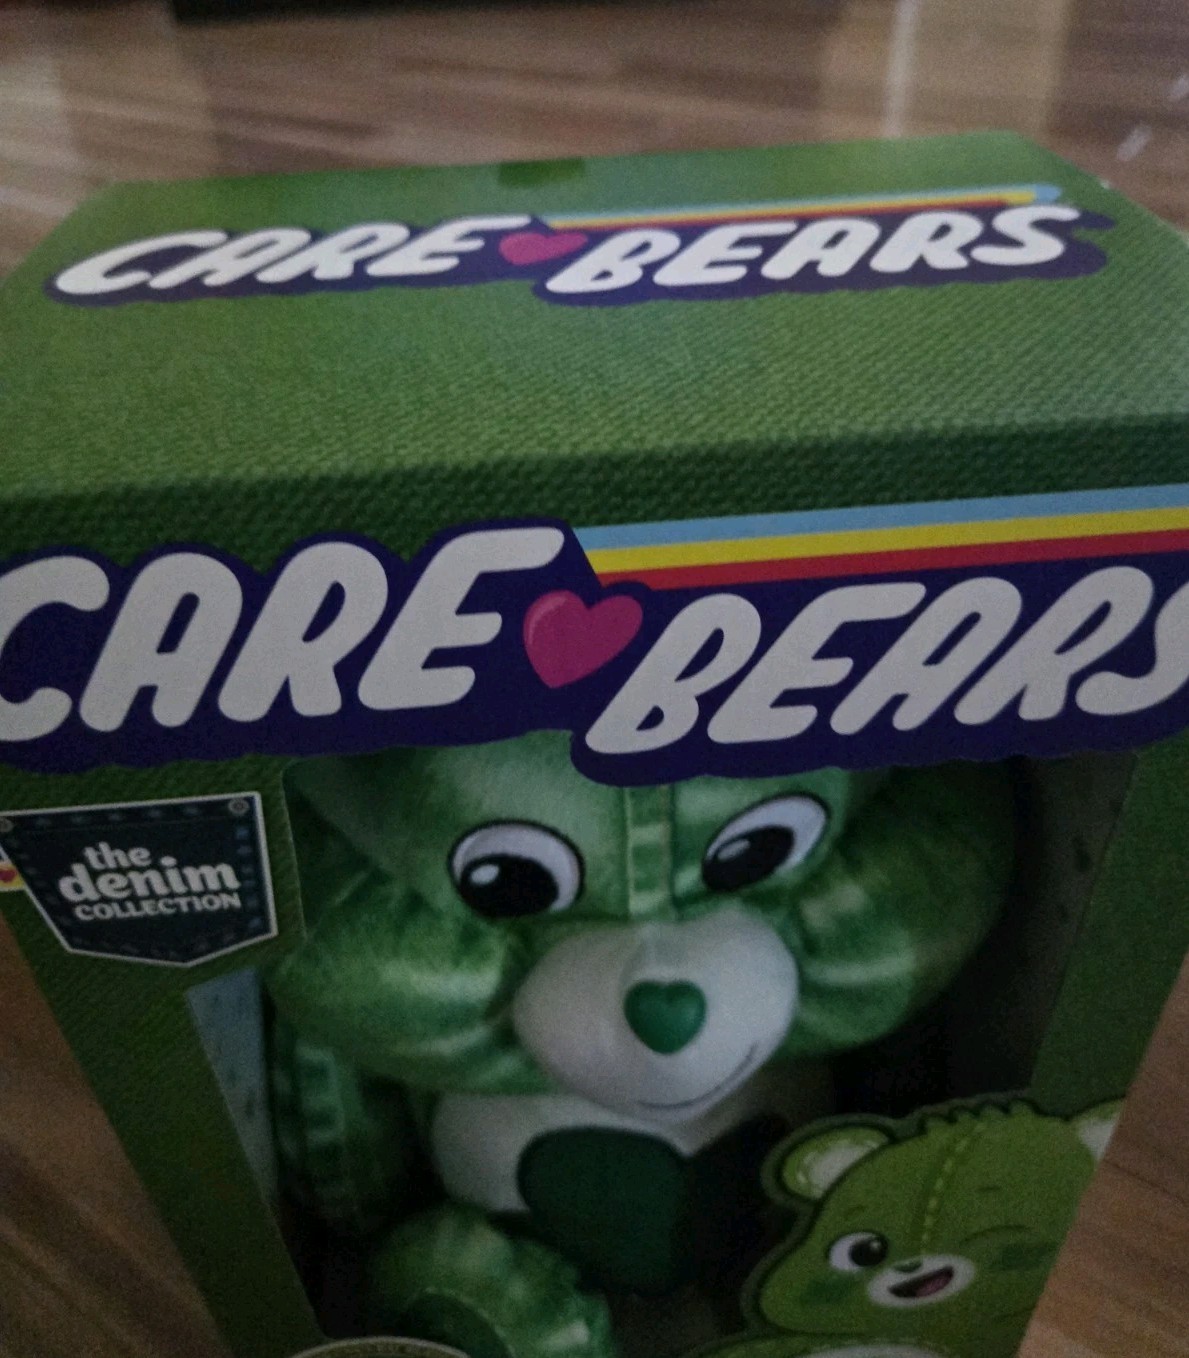 CARE BEARS
CARE BEARS
the
denim
COLLECTION